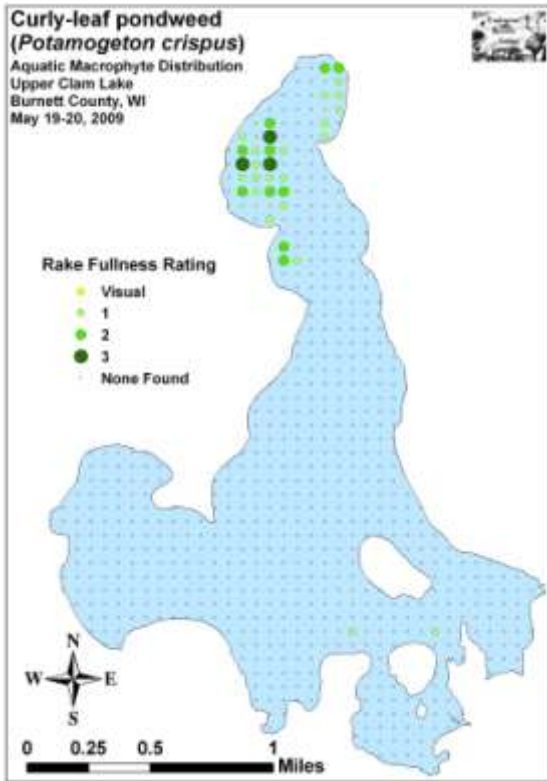 Curly-leaf pondweed
(Potamogeton crispus)
Aquatic Macrophyte Distribution
Upper Clam Lake
Burnett County, WI
May 19-20, 2009
Rake Fullness Rating
Visual
1
2
3
None Found
N
W E
S
0 0.25 0.5 1
Miles